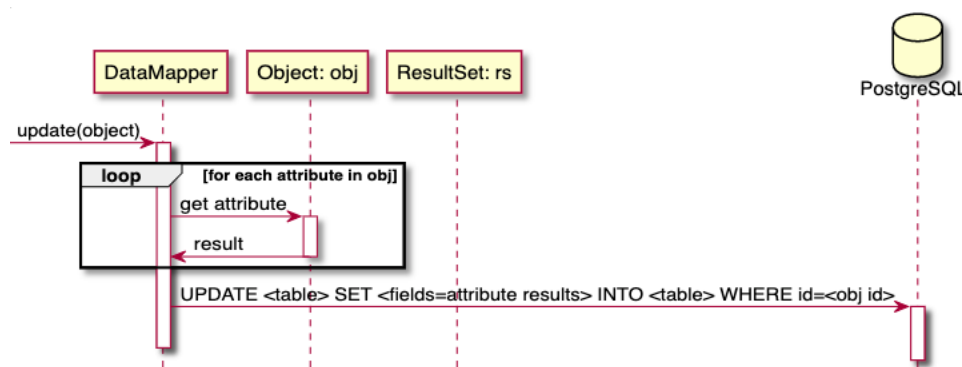 DataMapper
Object: obj
ResultSet: rs
PostgreSQL
update(object)
loop
[for each attribute in obj]
get attribute
result
UPDATE <table> SET <fields=attribute results> INTO <table> WHERE id=<obj id>